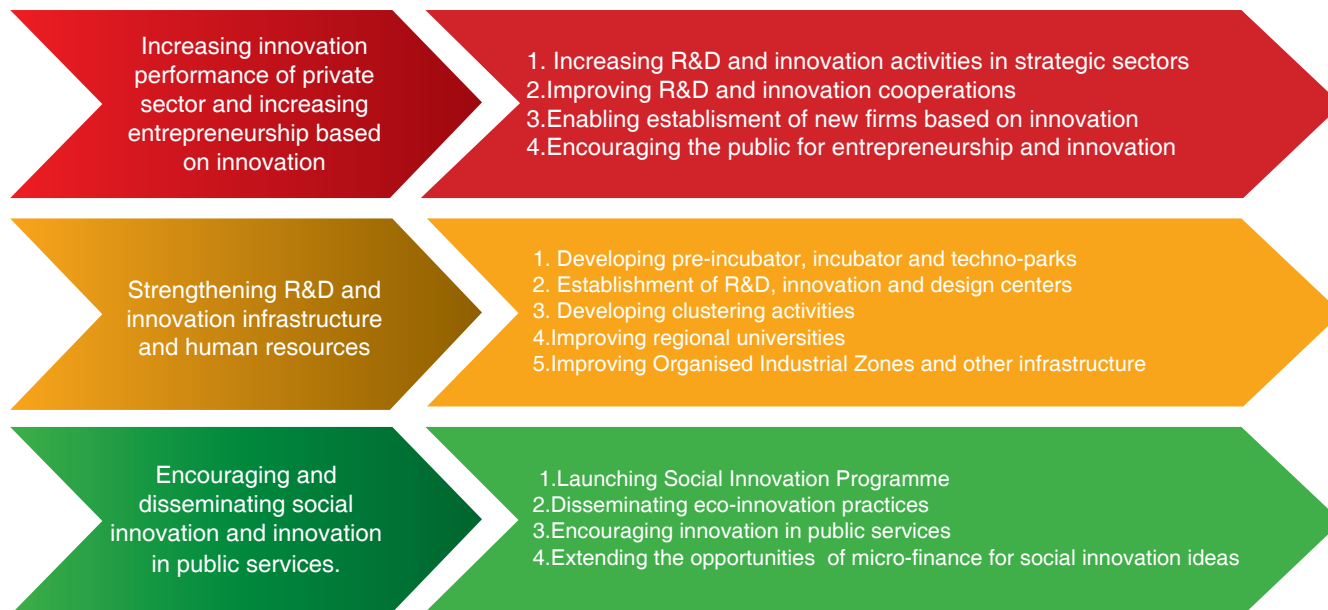 Increasing innovation
performance of private
sector and increasing
entrepreneurship based
on innovation
1. Increasing R&D and innovation activities in strategic sectors
2.Improving R&D and innovation cooperations
3.Enabling establisment of new firms based on innovation
4.Encouraging the public for entrepreneurship and innovation
Strengthening R&D and
innovation infrastructure
and human resources
1. Developing pre-incubator, incubator and techno-parks
2. Establishment of R&D, innovation and design centers
3. Developing clustering activities
4.Improving regional universities
5.Improving Organised Industrial Zones and other infrastructure
Encouraging and
disseminating social
innovation and innovation
in public services.
1.Launching Social Innovation Programme
2.Disseminating eco-innovation practices
3.Encouraging innovation in public services
4.Extending the opportunities  of micro-finance for social innovation ideas